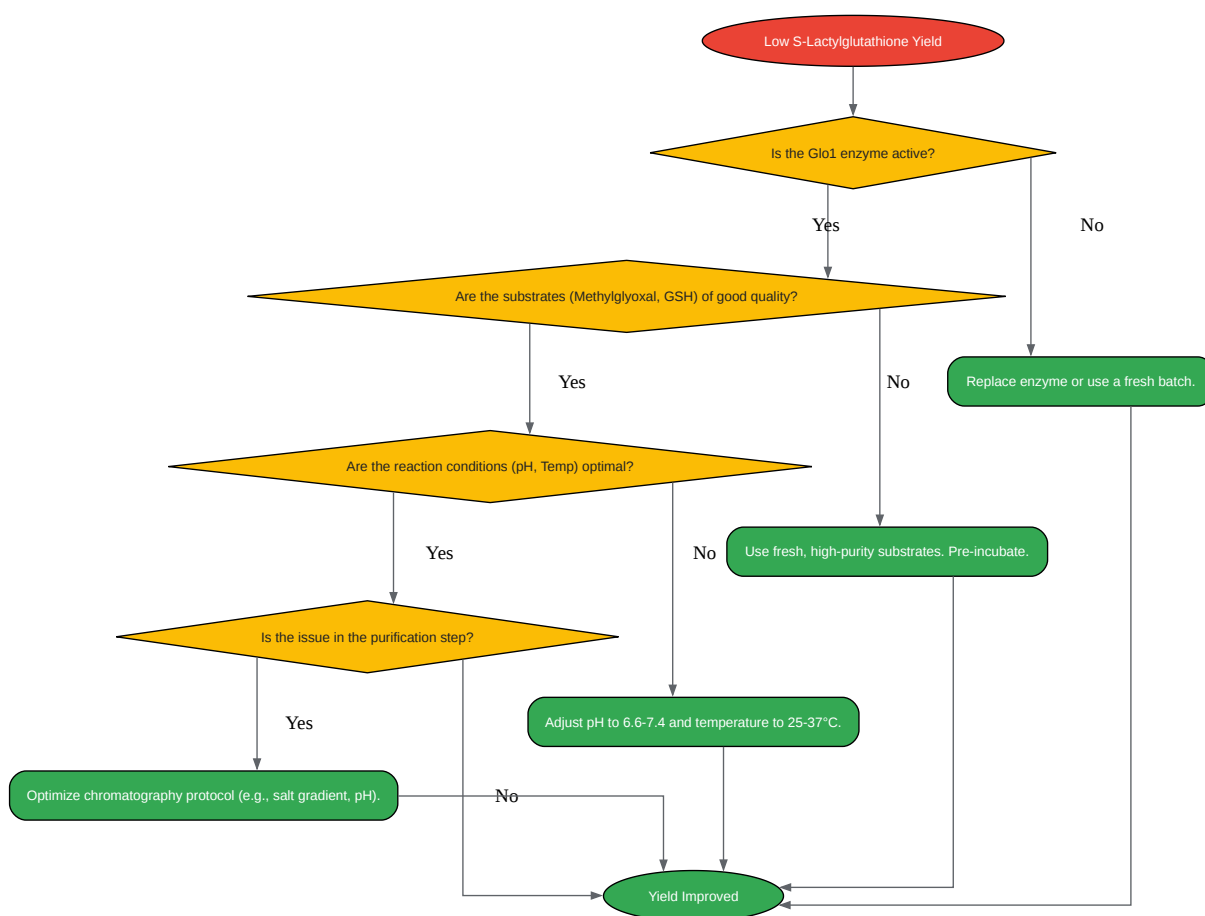 Low S-Lactylglutathione Yield
Is the Glo1 enzyme active?
Yes
No
Are the substrates (Methylglyoxal, GSH) of good quality?
Yes
No
Replace enzyme or use a fresh batch.
Are the reaction conditions (pH, Temp) optimal?
Yes
No
Use fresh, high-purity substrates. Pre-incubate.
Is the issue in the purification step?
Yes
Adjust pH to 6.6-7.4 and temperature to 25-37°C.
Optimize chromatography protocol (e.g., salt gradient, pH).
No
Yield Improved